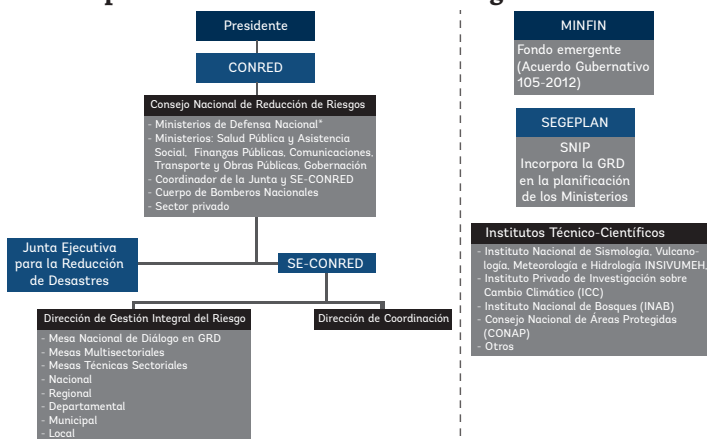 Presidente
CONRED
Consejo Nacional de Reducción de Riesgos
- Ministerios de Defensa Nacional*
- Ministerios: Salud Pública y Asistencia
Social, Finanzas Públicas, Comunicaciones,
Transporte y Obras Públicas, Gobernación
- Coordinador de la Junta y SE-CONRED
- Cuerpo de Bomberos Nacionales
- Sector privado
Junta Ejecutiva
para la Reducción
de Desastres
SE-CONRED
Dirección de Gestión Integral del Riesgo
- Mesa Nacional de Diálogo en GRD
- Mesas Multisectoriales
- Mesas Técnicas Sectoriales
- Nacional
- Regional
- Departamental
- Municipal
- Local
Dirección de Coordinación
MINFIN
Fondo emergente
(Acuerdo Gubernativo
105-2012)
SEGEPLAN
SNIP
Incorpora la GRD
en la planificación
de los Ministerios
Institutos Técnico-Científicos
- Instituto Nacional de Sismología, Vulcano-
logía, Meteorología e Hidrología INSIVUMEH,
- Instituto Privado de Investigación sobre
Cambio Climático (ICC)
- Instituto Nacional de Bosques (INAB)
- Consejo Nacional de Áreas Protegidas
(CONAP)
- Otros